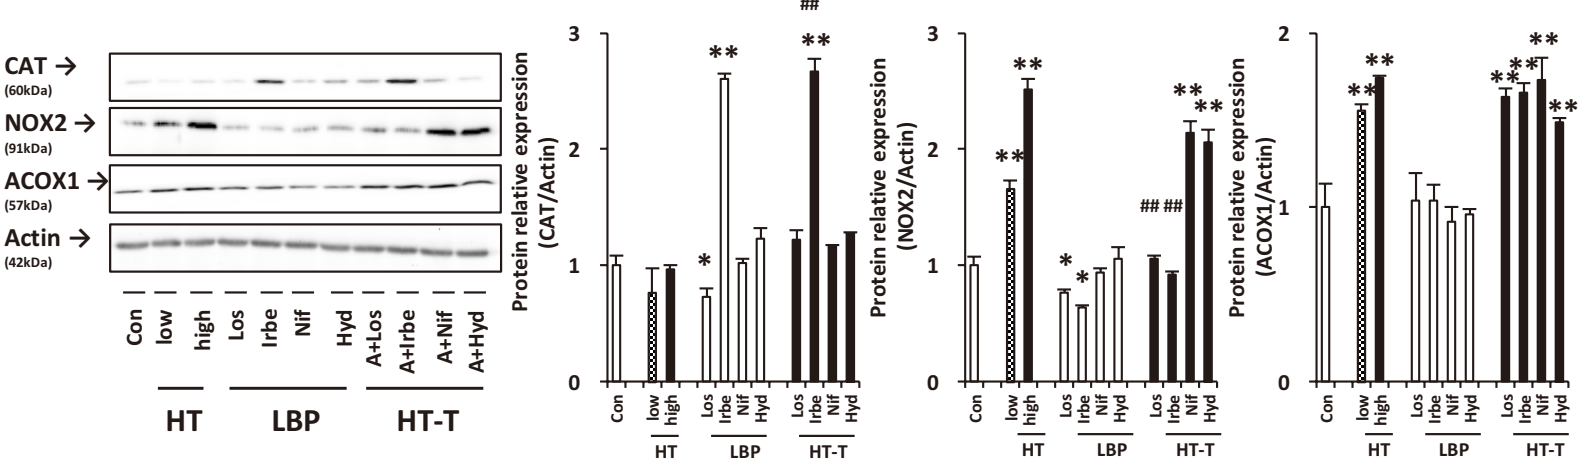 CAT →
(60kDa)
NOX2 →
(91kDa)
ACOX1 →
(57kDa)
Actin →
(42kDa)
Con
low
high
Los
Irbe
Nif
Hyd
A+Los
A+Irbe
A+Nif
A+Hyd
HT
LBP
HT-T
Protein relative expression
(CAT/Actin)
3
2
1
0
*
**
##
**
Con
low
high
Los
Irbe
Nif
Hyd
Los
Irbe
Nif
Hyd
HT
LBP
HT-T
Protein relative expression
(NOX2/Actin)
3
2
1
0
**
**
*
*
##
##
**
**
Con
low
high
Los
Irbe
Nif
Hyd
Los
Irbe
Nif
Hyd
HT
LBP
HT-T
Protein relative expression
(ACOX1/Actin)
2
1
0
**
**
**
**
**
**
Con
low
high
Los
Irbe
Nif
Hyd
Los
Irbe
Nif
Hyd
HT
LBP
HT-T